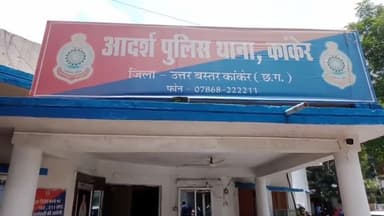 आदर्श पुलिस थाना, कांकेर
जिला - उत्तर बस्तर कांकेर ( छ.ग. )
फोन - 07868-222211